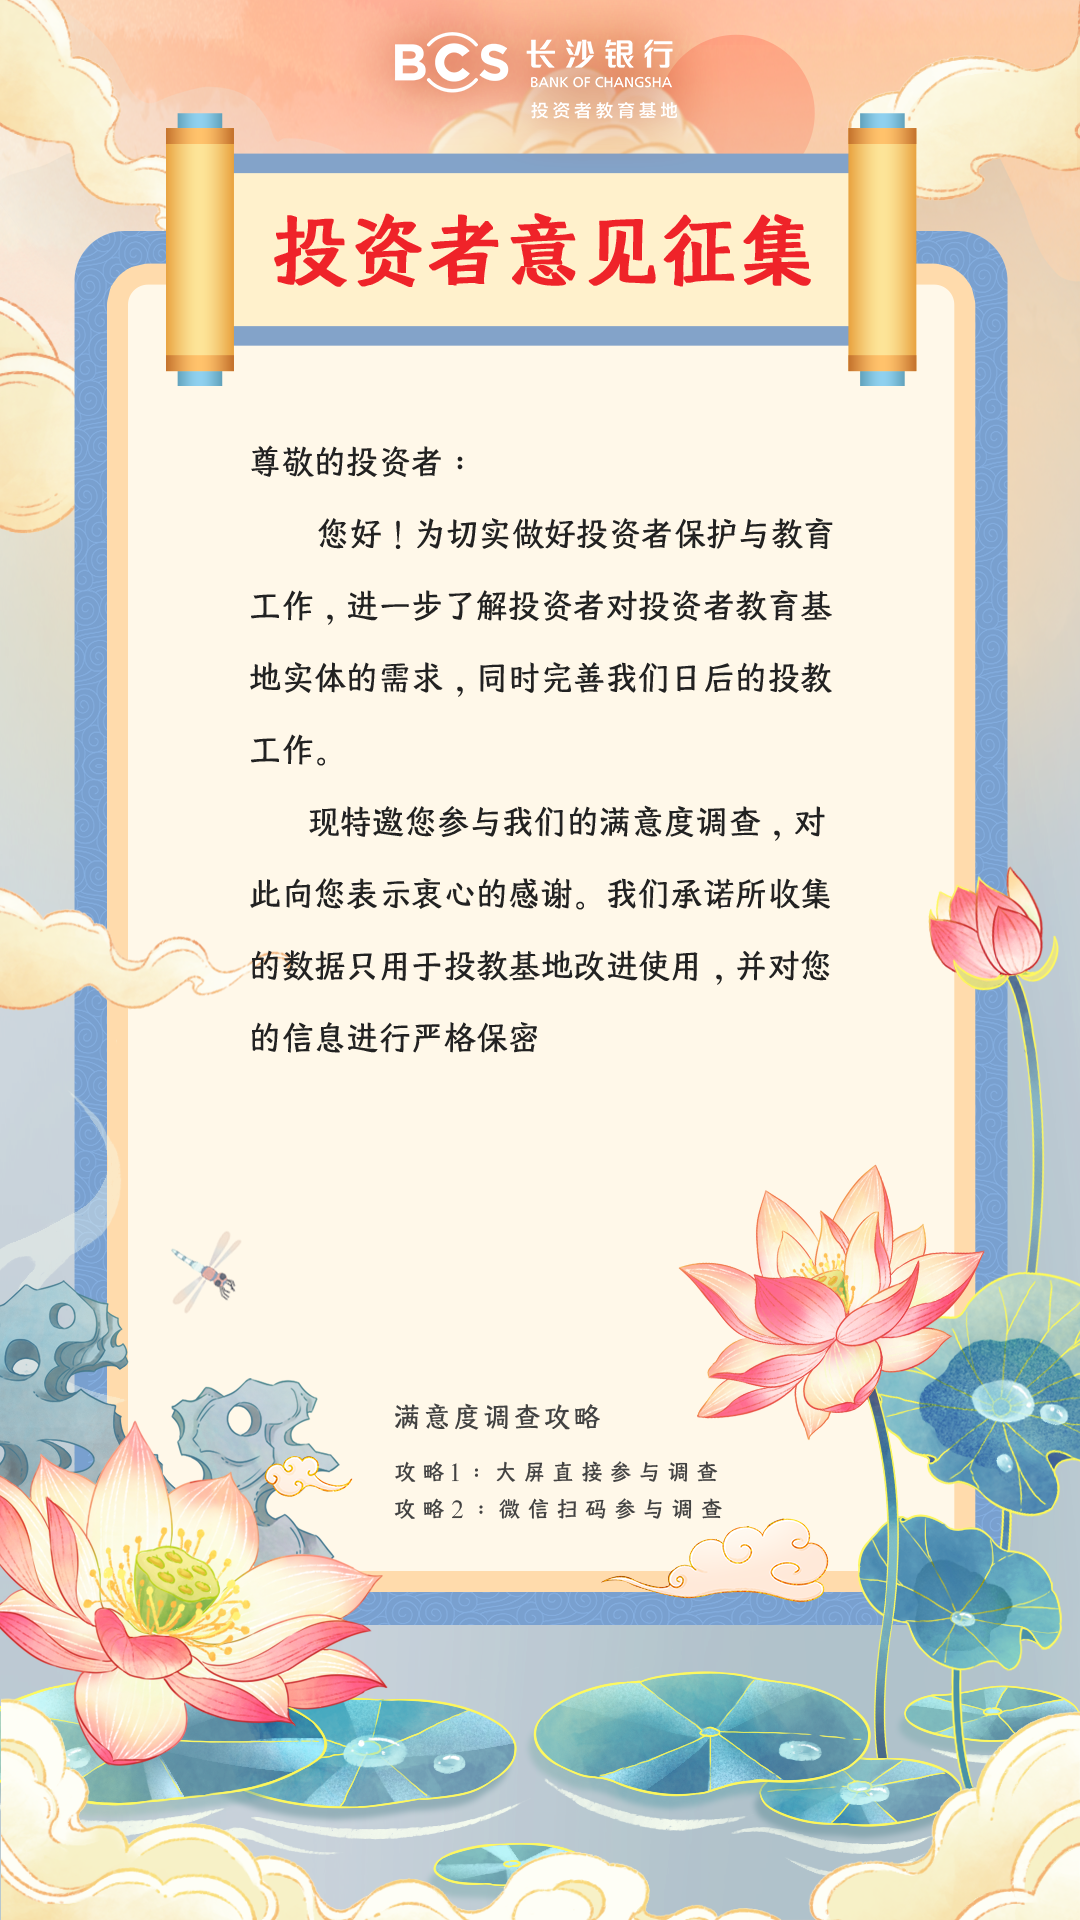 BCS 长沙银行
BANK OF CHANGSHA
投资者教育基地
投资者意见征集
尊敬的投资者：
您好！为切实做好投资者保护与教育
工作，进一步了解投资者对投资者教育基
地实体的需求，同时完善我们日后的投教
工作。
现特邀您参与我们的满意度调查，对
此向您表示衷心的感谢。我们承诺所收集
的数据只用于投教基地改进使用，并对您
的信息进行严格保密
满意度调查攻略
攻略1：大屏直接参与调查
攻略2：微信扫码参与调查